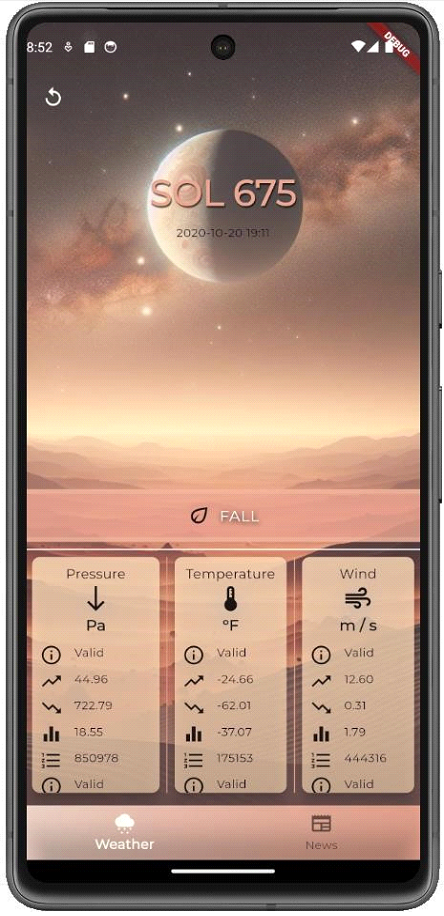 8:52
DEBUG
SOL 675
2020-10-20 19:11
FALL
Pressure Temperature Wind
Pa °F m / s
Valid Valid Valid
44.96 -24.66 12.60
722.79 -62.01 0.31
18.55 -37.07 1.79
850978 175153 444316
Valid Valid Valid
Weather News